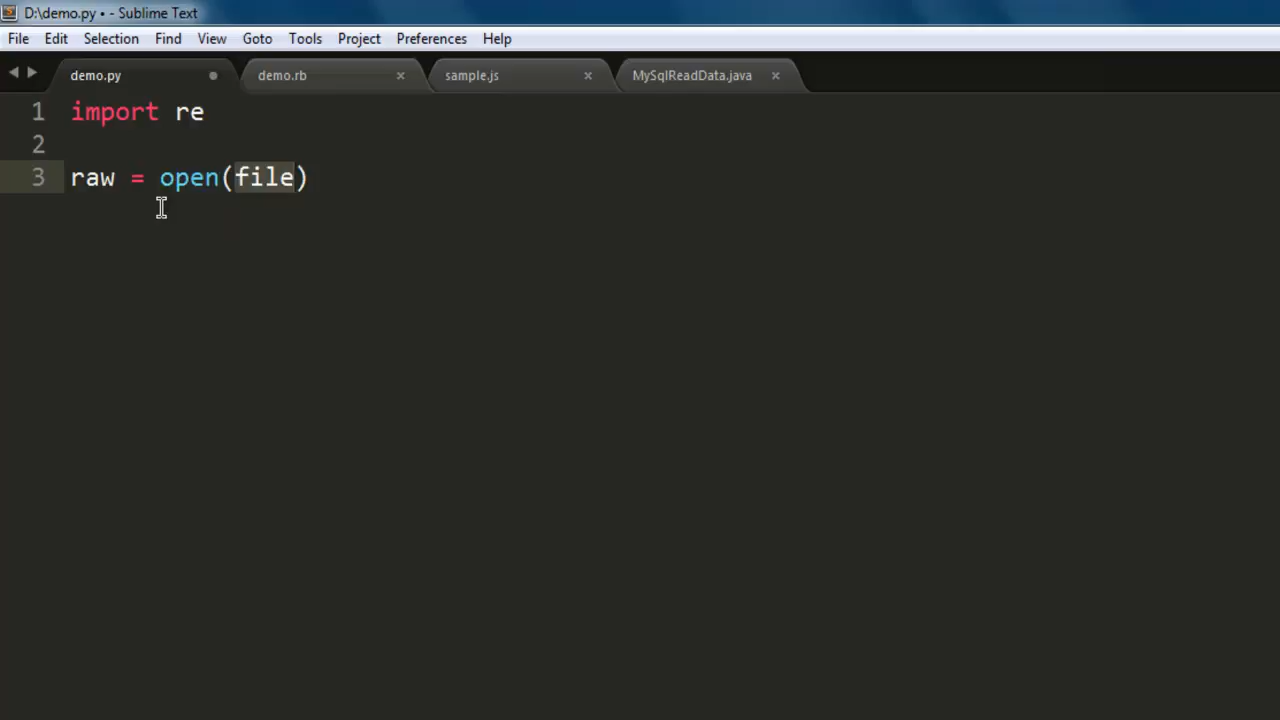 D:\demo.py • - Sublime Text
File Edit Selection Find View Goto Tools Project Preferences Help
demo.py demo.rb sample.js MySqlReadData.java
1 import re
2
3 raw = open(file)